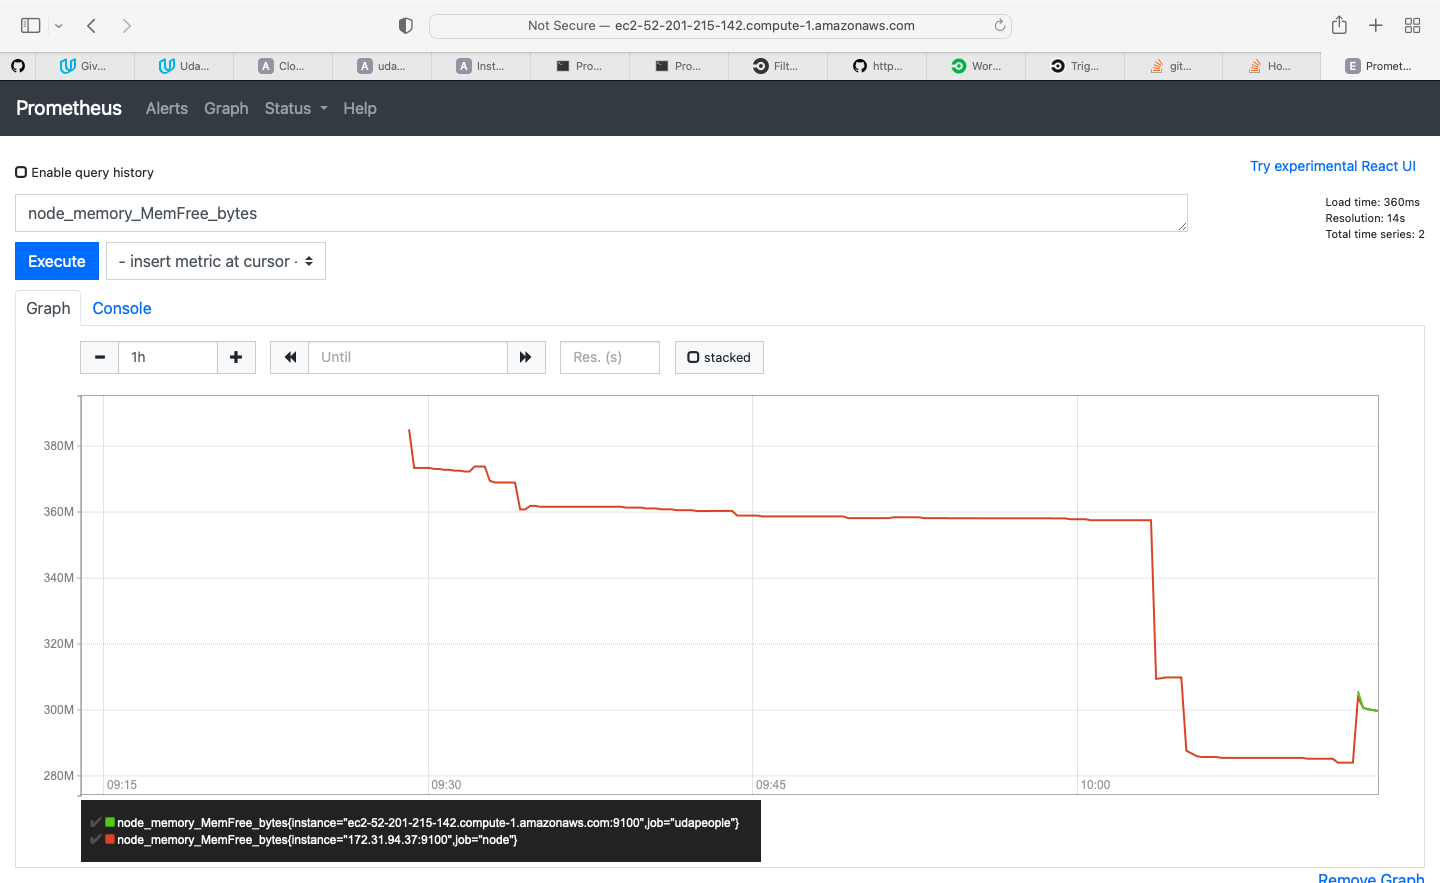 Not Secure — ec2-52-201-215-142.compute-1.amazonaws.com
Giv... Uda... Clo... uda... Inst... Pro... Pro... Filt... http... Wor... Trig... git... Ho... Promet...
Prometheus Alerts Graph Status Help
Enable query history
Try experimental React UI
node_memory_MemFree_bytes
Load time: 360ms
Resolution: 14s
Total time series: 2
Execute - insert metric at cursor -
Graph Console
1h Until Res. (s) stacked
380M
360M
340M
320M
300M
280M
09:15 09:30 09:45 10:00
node_memory_MemFree_bytes{instance="ec2-52-201-215-142.compute-1.amazonaws.com:9100",job="udapeople"}
node_memory_MemFree_bytes{instance="172.31.94.37:9100",job="node"}
Remove Graph